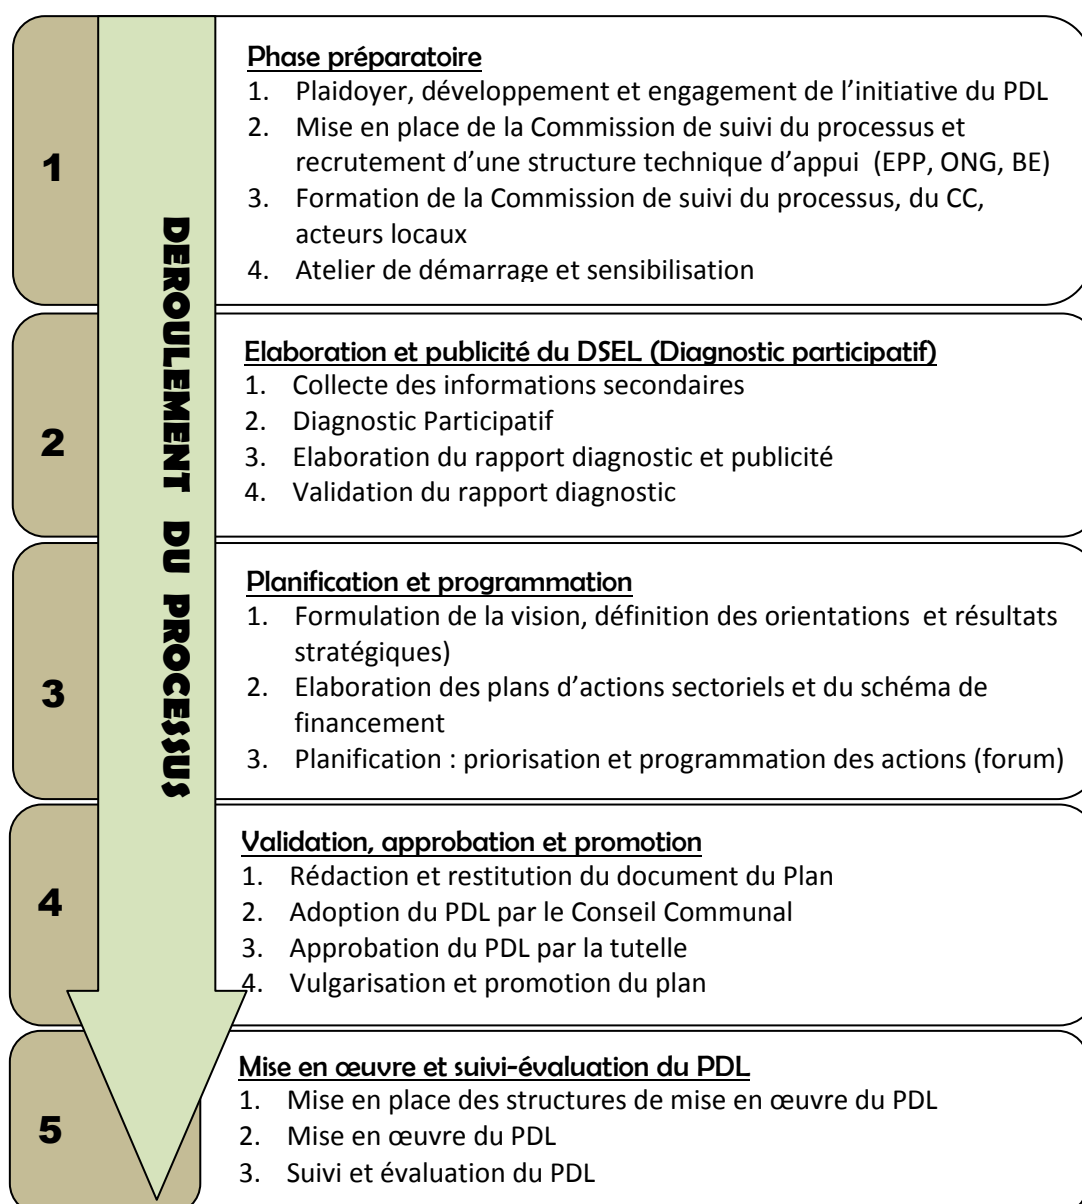 1
DEROULEMENT DU PROCESSUS
Phase préparatoire
1. Plaidoyer, développement et engagement de l’initiative du PDL
2. Mise en place de la Commission de suivi du processus et
recrutement d’une structure technique d’appui (EPP, ONG, BE)
3. Formation de la Commission de suivi du processus, du CC,
acteurs locaux
4. Atelier de démarrage et sensibilisation
2
Elaboration et publicité du DSEL (Diagnostic participatif)
1. Collecte des informations secondaires
2. Diagnostic Participatif
3. Elaboration du rapport diagnostic et publicité
4. Validation du rapport diagnostic
3
Planification et programmation
1. Formulation de la vision, définition des orientations et résultats
stratégiques)
2. Elaboration des plans d’actions sectoriels et du schéma de
financement
3. Planification : priorisation et programmation des actions (forum)
4
Validation, approbation et promotion
1. Rédaction et restitution du document du Plan
2. Adoption du PDL par le Conseil Communal
3. Approbation du PDL par la tutelle
4. Vulgarisation et promotion du plan
5
Mise en œuvre et suivi-évaluation du PDL
1. Mise en place des structures de mise en œuvre du PDL
2. Mise en œuvre du PDL
3. Suivi et évaluation du PDL